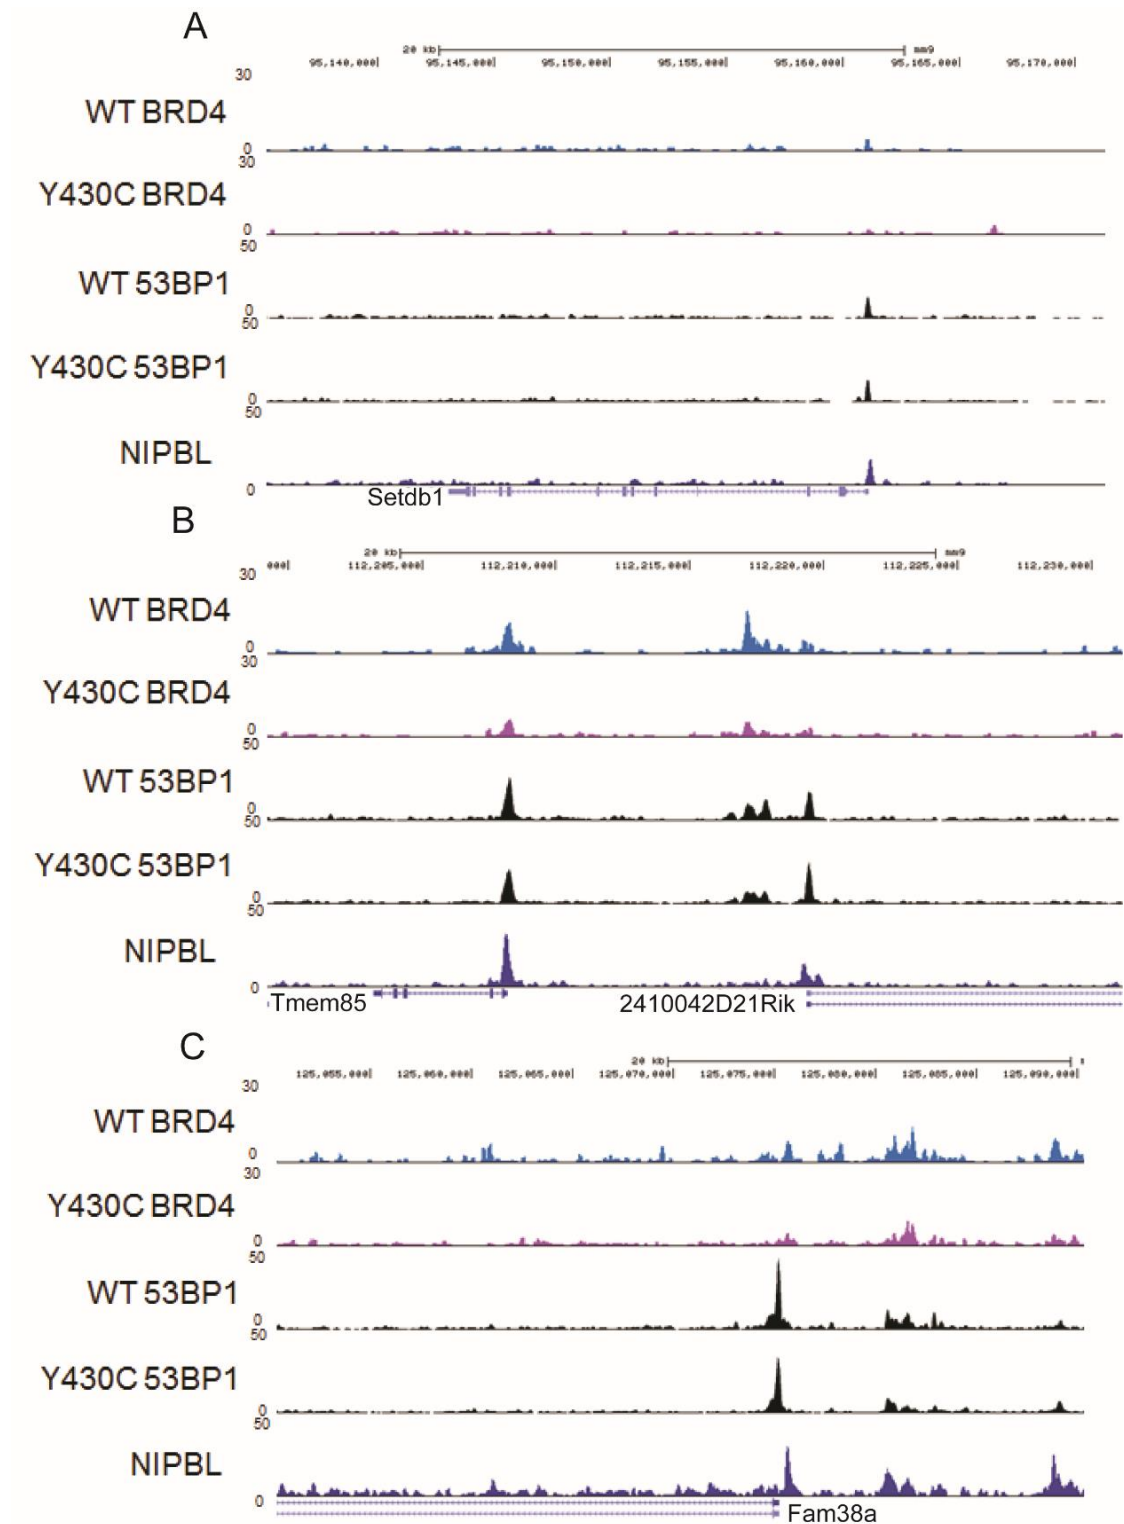 A
20 kb mm9
95,140,000| 95,145,000| 95,150,000| 95,155,000| 95,160,000| 95,165,000| 95,170,000|
30
WT BRD4
0
30
Y430C BRD4
0
50
WT 53BP1
0
50
Y430C 53BP1
0
50
NIPBL
0
Setdb1
B
20 kb mm9
000| 112,205,000| 112,210,000| 112,215,000| 112,220,000| 112,225,000| 112,230,000|
30
WT BRD4
0
30
Y430C BRD4
0
50
WT 53BP1
0
50
Y430C 53BP1
0
50
NIPBL
0
Tmem85 2410042D21Rik
C
20 kb
125,055,000| 125,060,000| 125,065,000| 125,070,000| 125,075,000| 125,080,000| 125,085,000| 125,090,000|
30
WT BRD4
0
30
Y430C BRD4
0
50
WT 53BP1
0
50
Y430C 53BP1
0
50
NIPBL
0
Fam38a